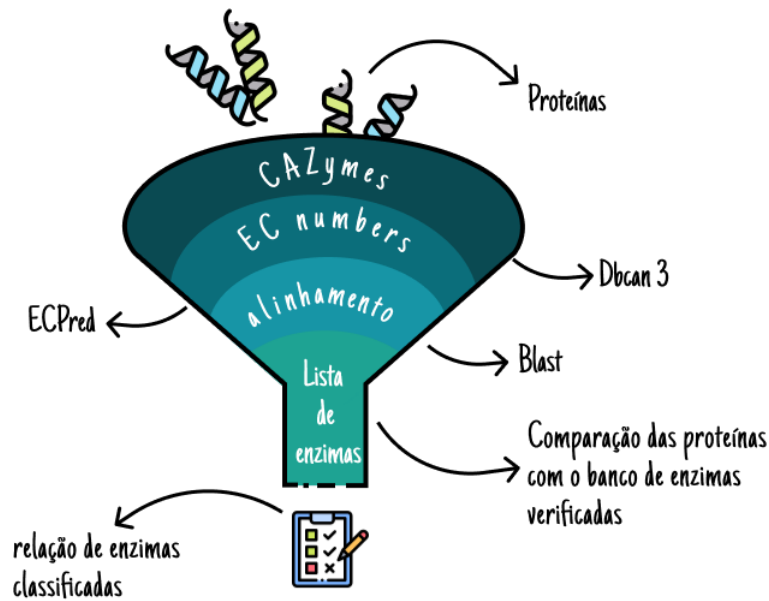 Proteínas
CAZymes
EC numbers
alinhamento
Lista
de
enzimas
Dbcan 3
ECPred
Blast
Comparação das proteínas
com o banco de enzimas
verificadas
relação de enzimas
classificadas